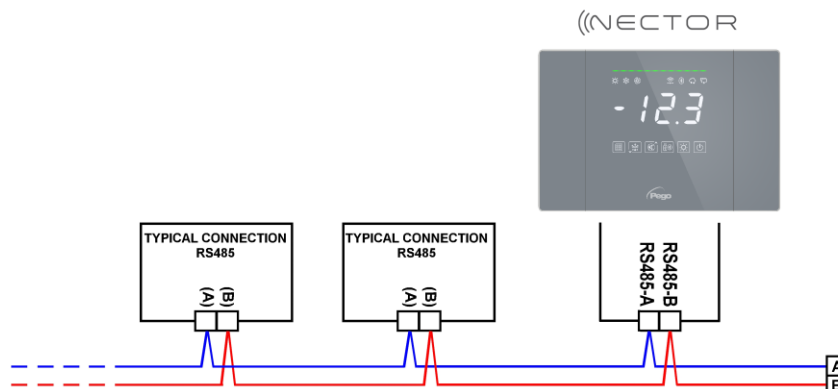 NECTOR
-12.3
Pego
TYPICAL CONNECTION
RS485
(A)
(B)
TYPICAL CONNECTION
RS485
(A)
(B)
RS485-A
RS485-B
A